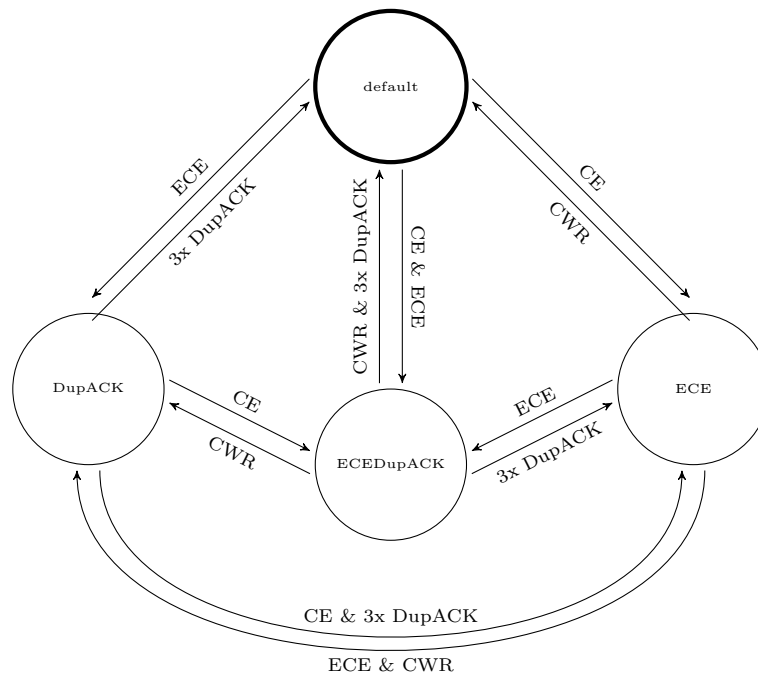 default
ECE
3x DupACK
CWR & 3x DupACK
CE & ECE
CE
CWR
DupACK
CE
CWR
ECEDupACK
ECE
3x DupACK
ECE
CE & 3x DupACK
ECE & CWR